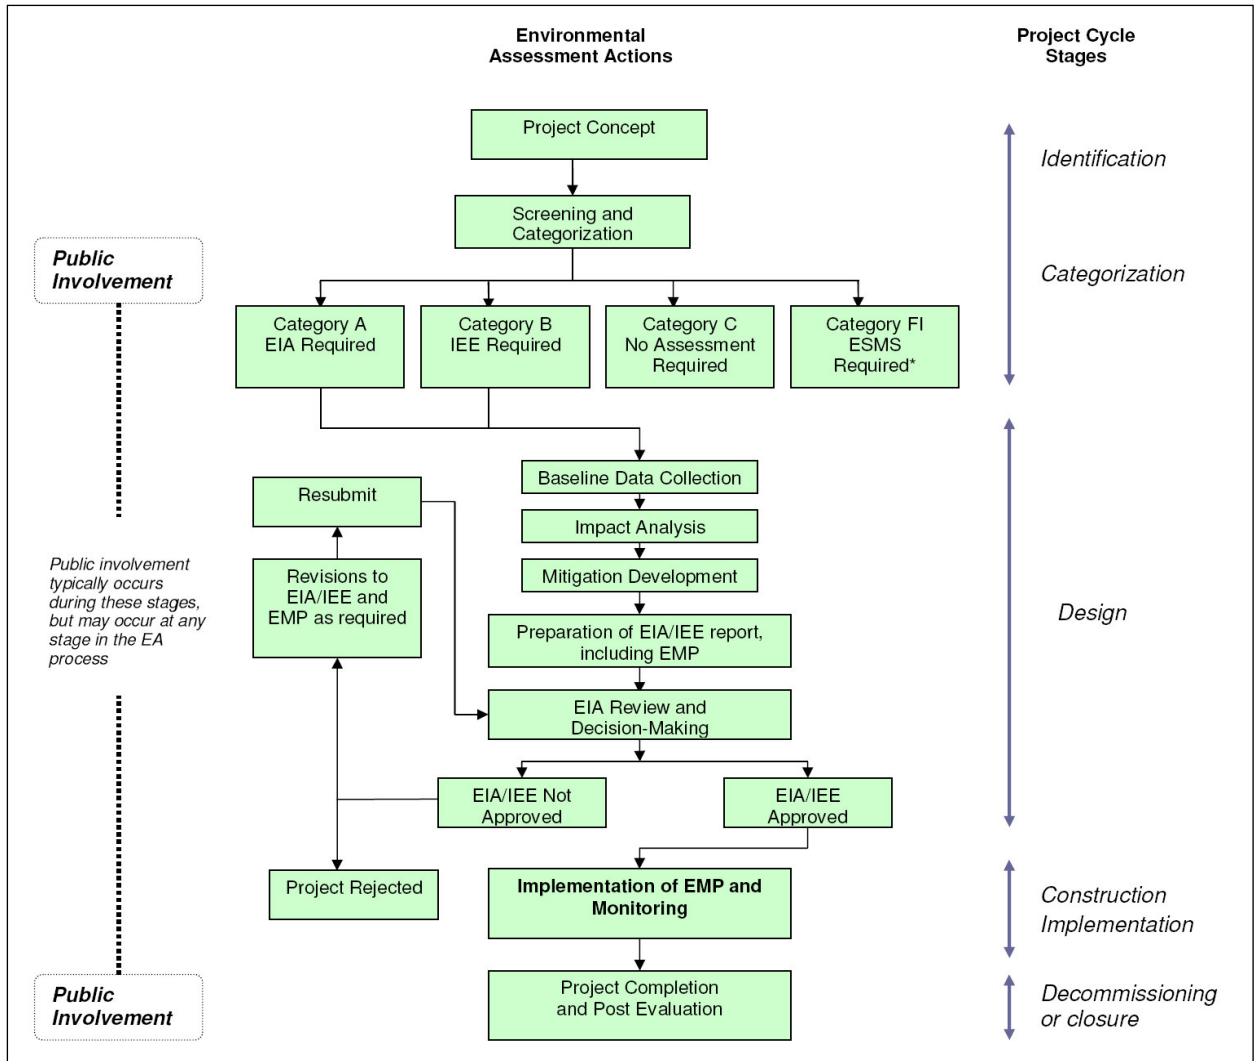 Environmental
Assessment Actions
Project Cycle
Stages
Project Concept
Identification
Screening and
Categorization
Public
Involvement
Categorization
Category A
EIA Required
Category B
IEE Required
Category C
No Assessment
Required
Category FI
ESMS
Required*
Baseline Data Collection
Resubmit
Impact Analysis
Public involvement
typically occurs
during these stages,
but may occur at any
stage in the EA
process
Revisions to
EIA/IEE and
EMP as required
Mitigation Development
Design
Preparation of EIA/IEE report,
including EMP
EIA Review and
Decision-Making
EIA/IEE Not
Approved
EIA/IEE
Approved
Project Rejected
Implementation of EMP and
Monitoring
Construction
Implementation
Public
Involvement
Project Completion
and Post Evaluation
Decommissioning
or closure